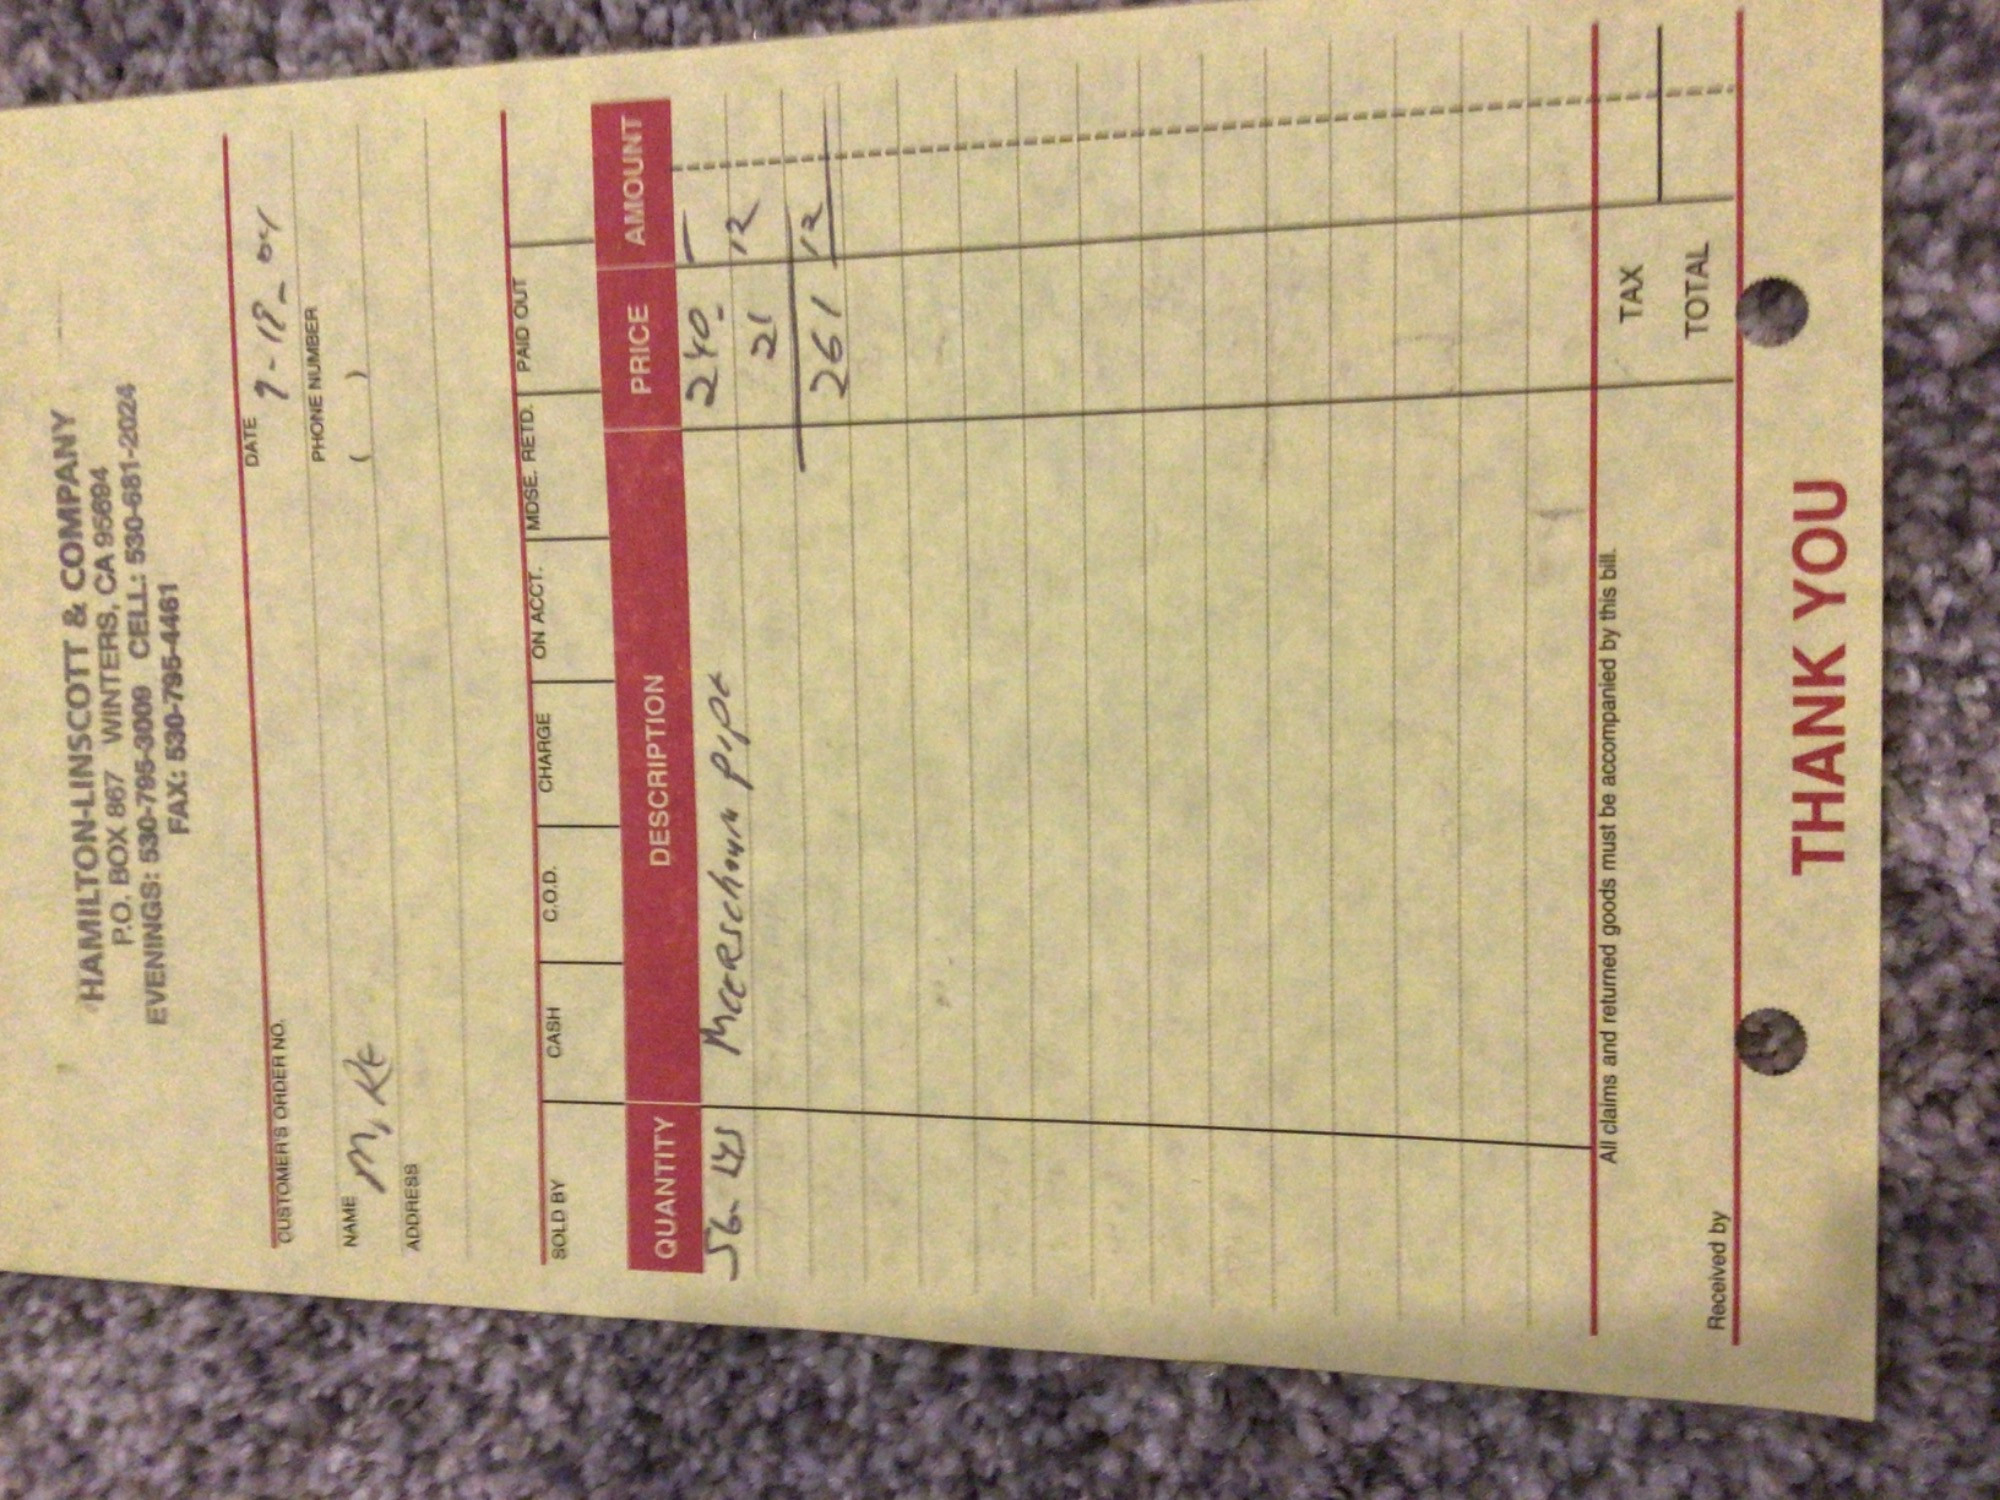 HAMILTON-LINSCOTT & COMPANY
P.O. BOX 867 WINTERS, CA 95694
EVENINGS: 530-795-3009 CELL: 530-681-2024
FAX: 530-795-4461
CUSTOMER'S ORDER NO. DATE 9-18-04
NAME Mike PHONE NUMBER ( )
ADDRESS
SOLD BY CASH C.O.D. CHARGE ON ACCT. MDSE. RETD. PAID OUT
QUANTITY DESCRIPTION PRICE AMOUNT
Meerschaum pipe 240.-
21 12
261 12
All claims and returned goods must be accompanied by this bill. TAX
Received by TOTAL
THANK YOU